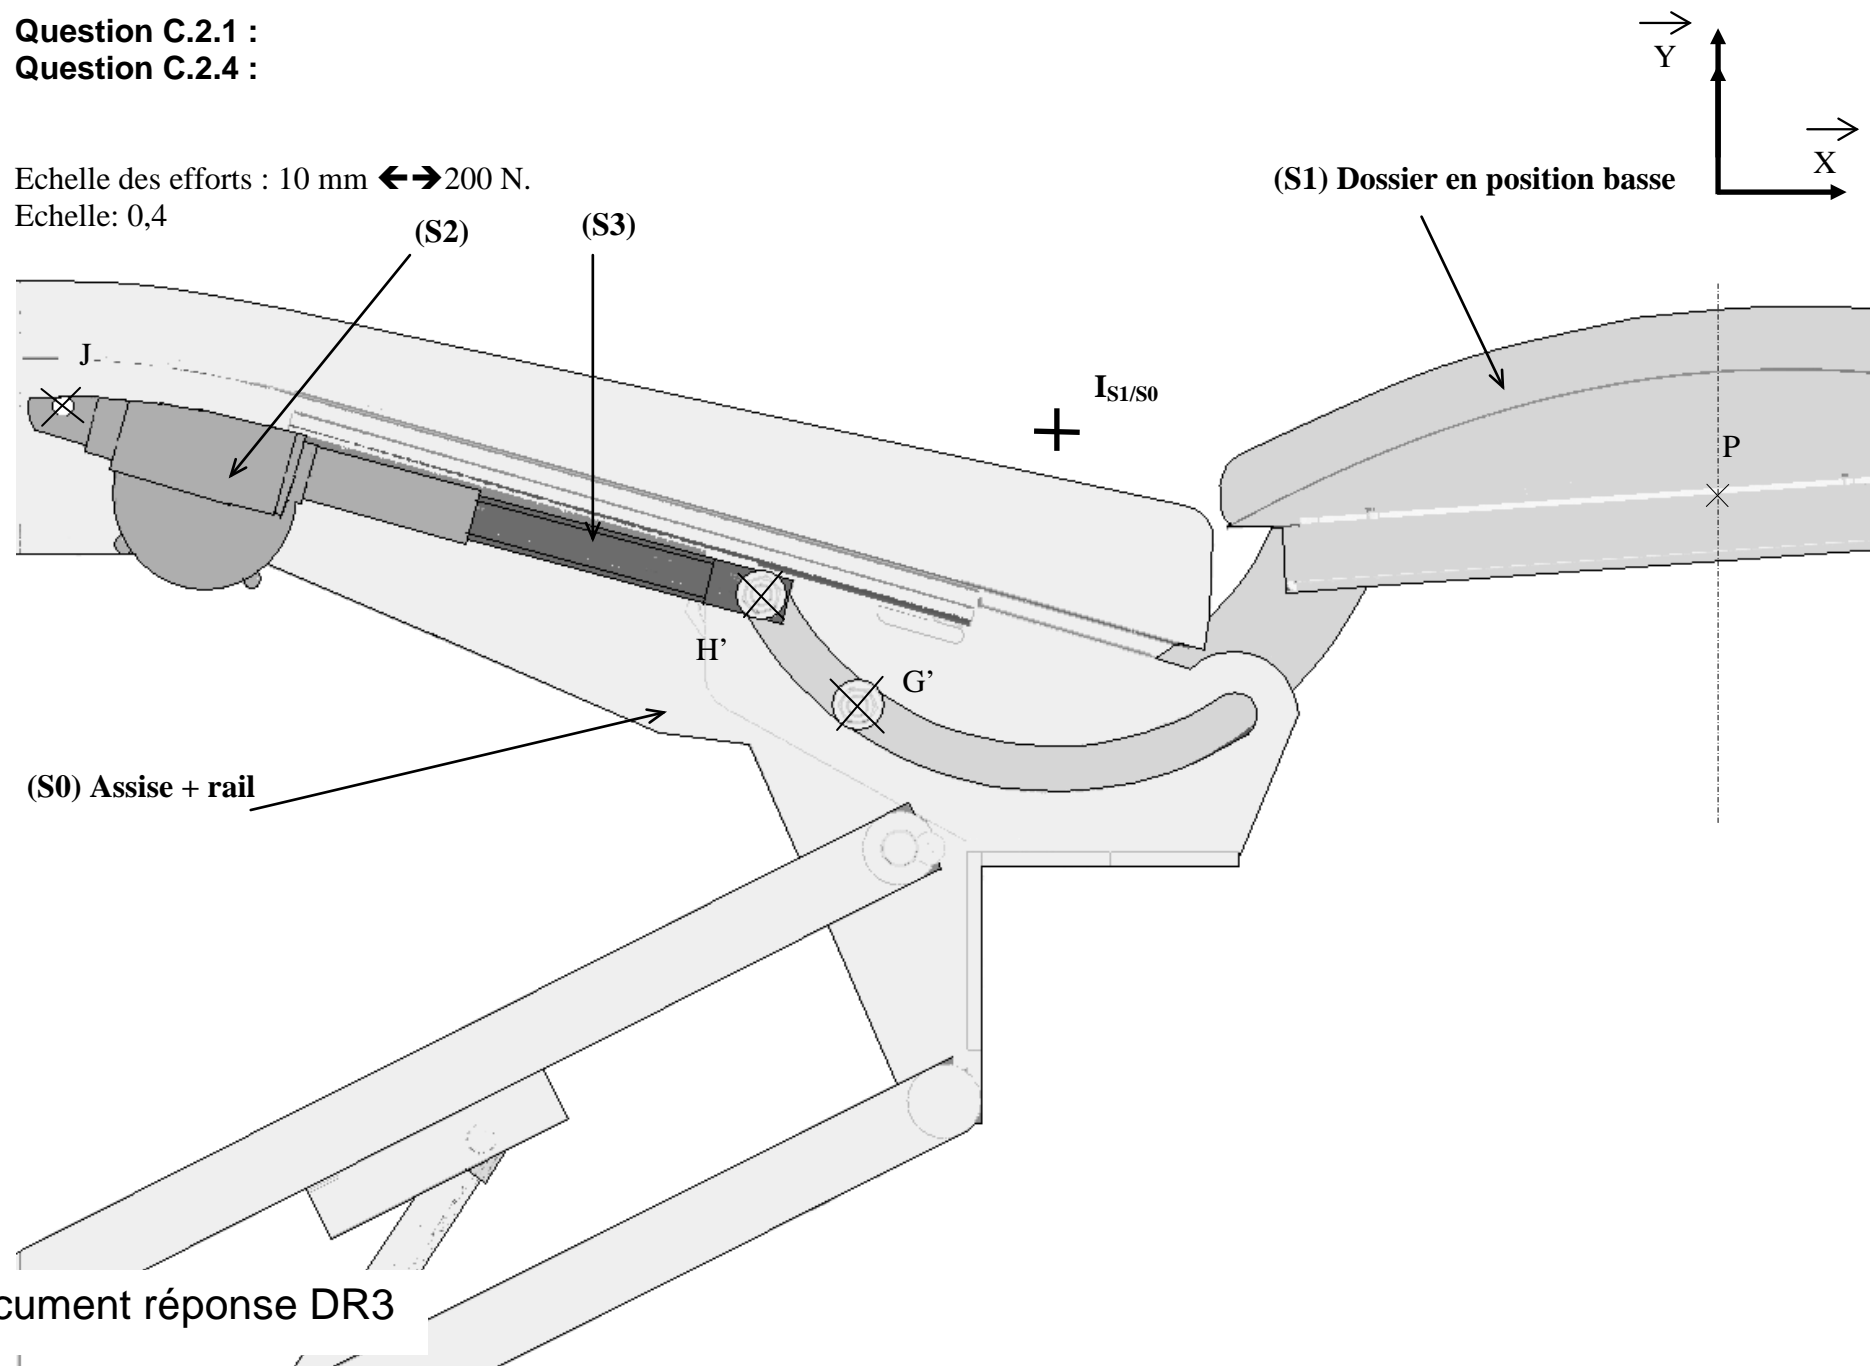 Question C.2.1 :
Question C.2.4 :
Y
X
Echelle des efforts : 10 mm 🡸🡺200 N.
Echelle: 0,4
(S1) Dossier en position basse
(S2)
(S3)
J
I_S1/S0
P
H’
G’
(S0) Assise + rail
cument réponse DR3